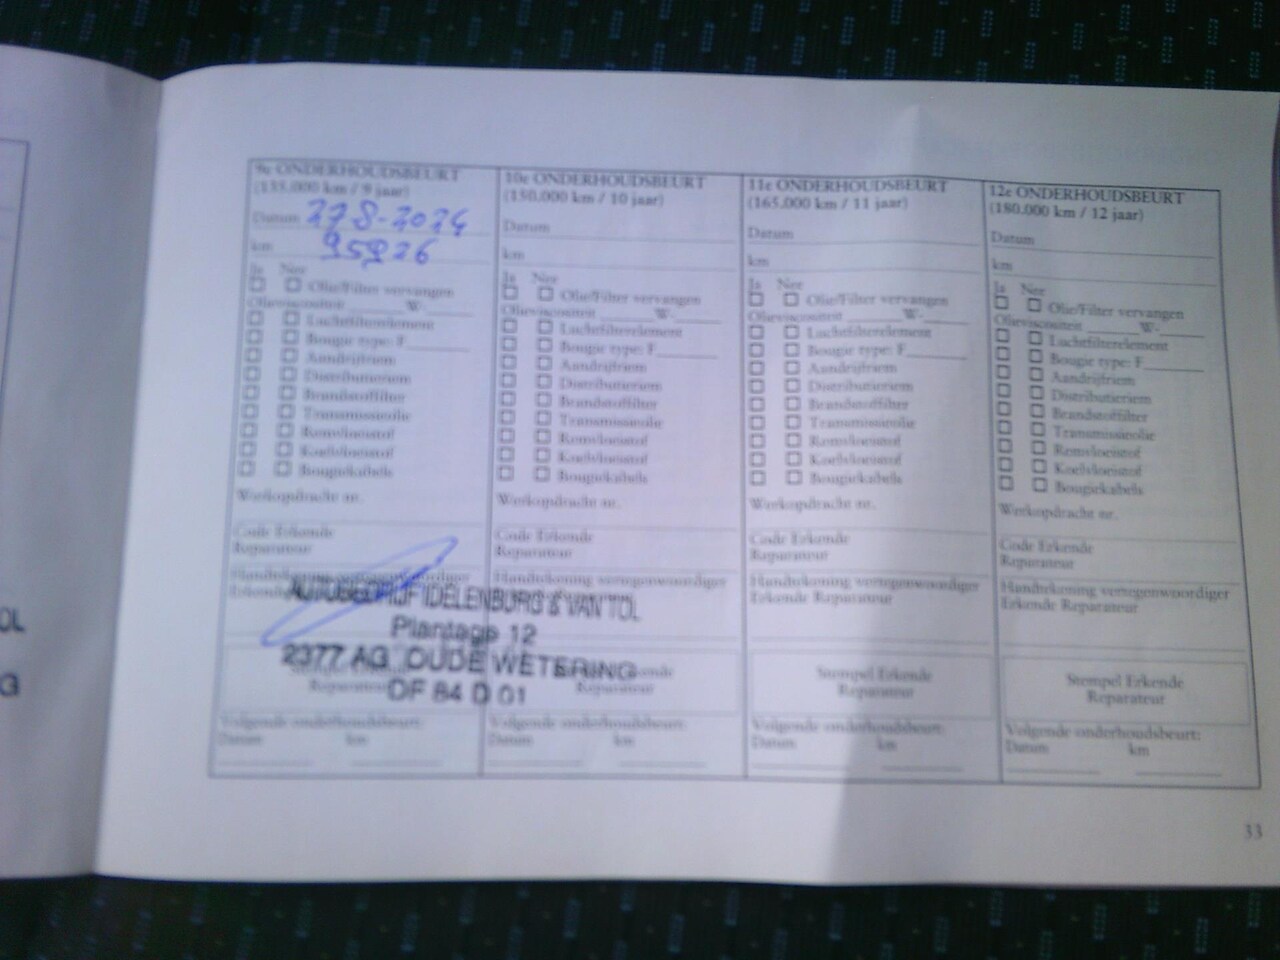 9e ONDERHOUDSBEURT
(135.000 km / 9 jaar)
Datum 27-8-2024
km 95926
Ja Nee
Olie/Filter vervangen
Olieviscositeit W-
Luchtfilterelement
Bougie type: F
Aandrijfriem
Distributieriem
Brandstoffilter
Transmissieolie
Remvloeistof
Koelvloeistof
Bougiekabels
Werkopdracht nr.
Code Erkende
Reparateur
Handtekening vertegenwoordiger
AUTOBEDRIJF IDELENBURG & VAN TOL
Plantage 12
2377 AG OUDE WETERING
OF 84 D 01
Volgende onderhoudsbeurt:
Datum km
10e ONDERHOUDSBEURT
(150.000 km / 10 jaar)
Datum
km
Ja Nee
Olie/Filter vervangen
Olieviscositeit W-
Luchtfilterelement
Bougie type: F
Aandrijfriem
Distributieriem
Brandstoffilter
Transmissieolie
Remvloeistof
Koelvloeistof
Bougiekabels
Werkopdracht nr.
Code Erkende
Reparateur
Handtekening vertegenwoordiger
Erkende
Reparateur
Volgende onderhoudsbeurt:
Datum km
11e ONDERHOUDSBEURT
(165.000 km / 11 jaar)
Datum
km
Ja Nee
Olie/Filter vervangen
Olieviscositeit W-
Luchtfilterelement
Bougie type: F
Aandrijfriem
Distributieriem
Brandstoffilter
Transmissieolie
Remvloeistof
Koelvloeistof
Bougiekabels
Werkopdracht nr.
Code Erkende
Reparateur
Handtekening vertegenwoordiger
Erkende Reparateur
Stempel Erkende
Reparateur
Volgende onderhoudsbeurt:
Datum km
12e ONDERHOUDSBEURT
(180.000 km / 12 jaar)
Datum
km
Ja Nee
Olie/Filter vervangen
Olieviscositeit W-
Luchtfilterelement
Bougie type: F
Aandrijfriem
Distributieriem
Brandstoffilter
Transmissieolie
Remvloeistof
Koelvloeistof
Bougiekabels
Werkopdracht nr.
Code Erkende
Reparateur
Handtekening vertegenwoordiger
Erkende Reparateur
Stempel Erkende
Reparateur
Volgende onderhoudsbeurt:
Datum km
33
OL
G